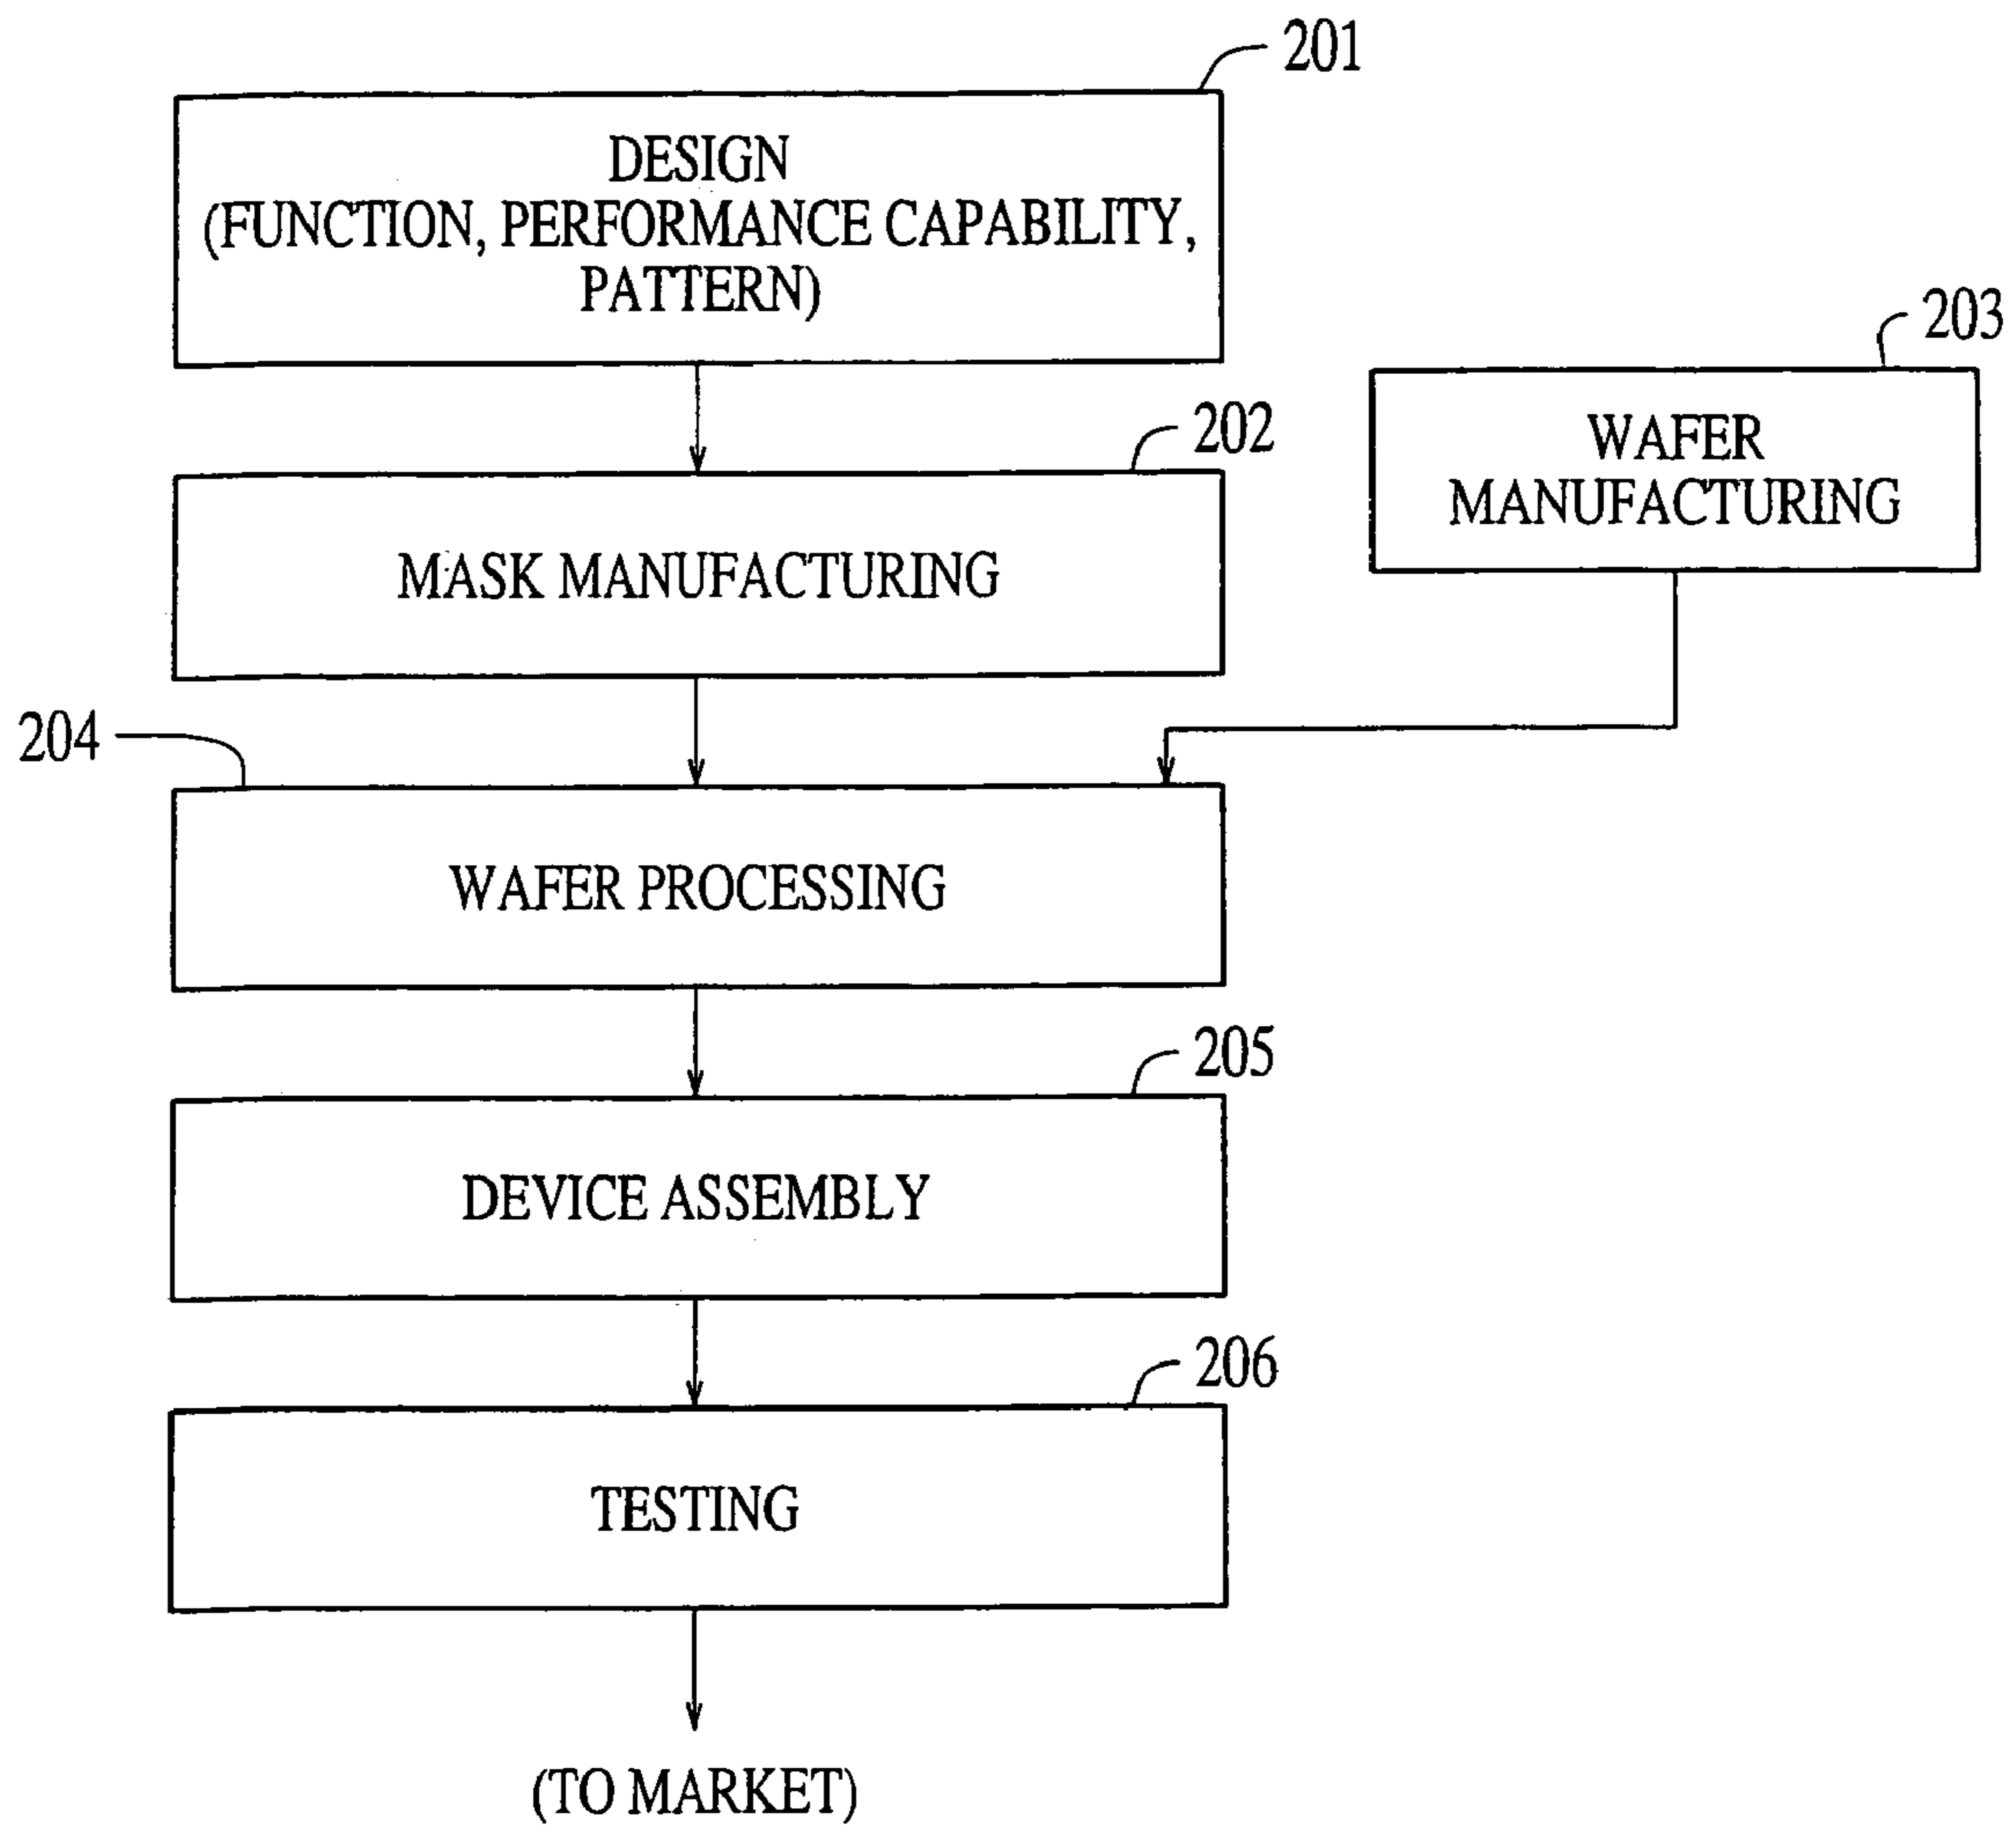 201
DESIGN
(FUNCTION, PERFORMANCE CAPABILITY,
PATTERN)
203
WAFER
MANUFACTURING
202
MASK MANUFACTURING
204
WAFER PROCESSING
205
DEVICE ASSEMBLY
206
TESTING
(TO MARKET)